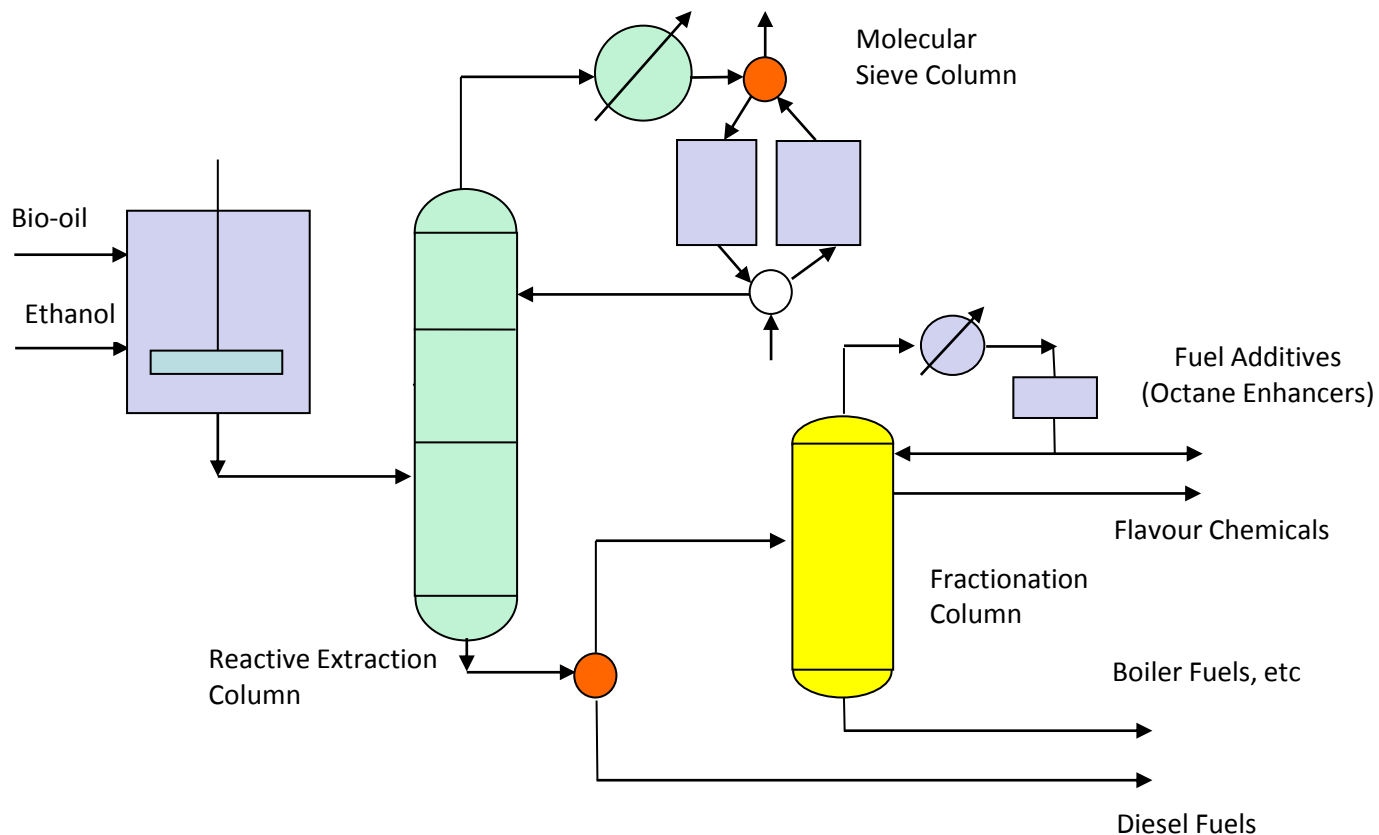 Molecular
Sieve Column
Bio-oil
Ethanol
Fuel Additives
(Octane Enhancers)
Flavour Chemicals
Fractionation
Column
Reactive Extraction
Column
Boiler Fuels, etc
Diesel Fuels